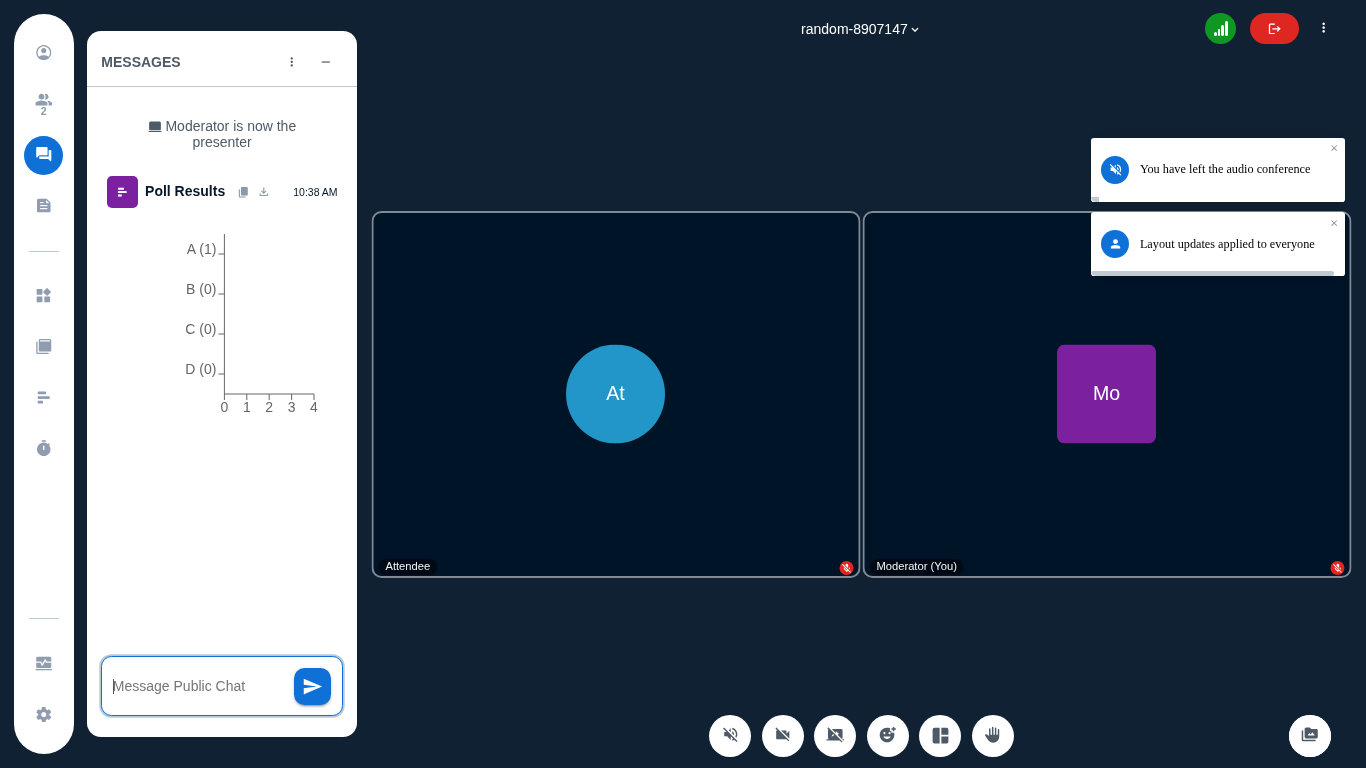 random-8907147
2
MESSAGES
Moderator is now the
presenter
Poll Results
10:38 AM
A (1)
B (0)
C (0)
D (0)
0 1 2 3 4
Message Public Chat
You have left the audio conference
Layout updates applied to everyone
At
Mo
Attendee
Moderator (You)